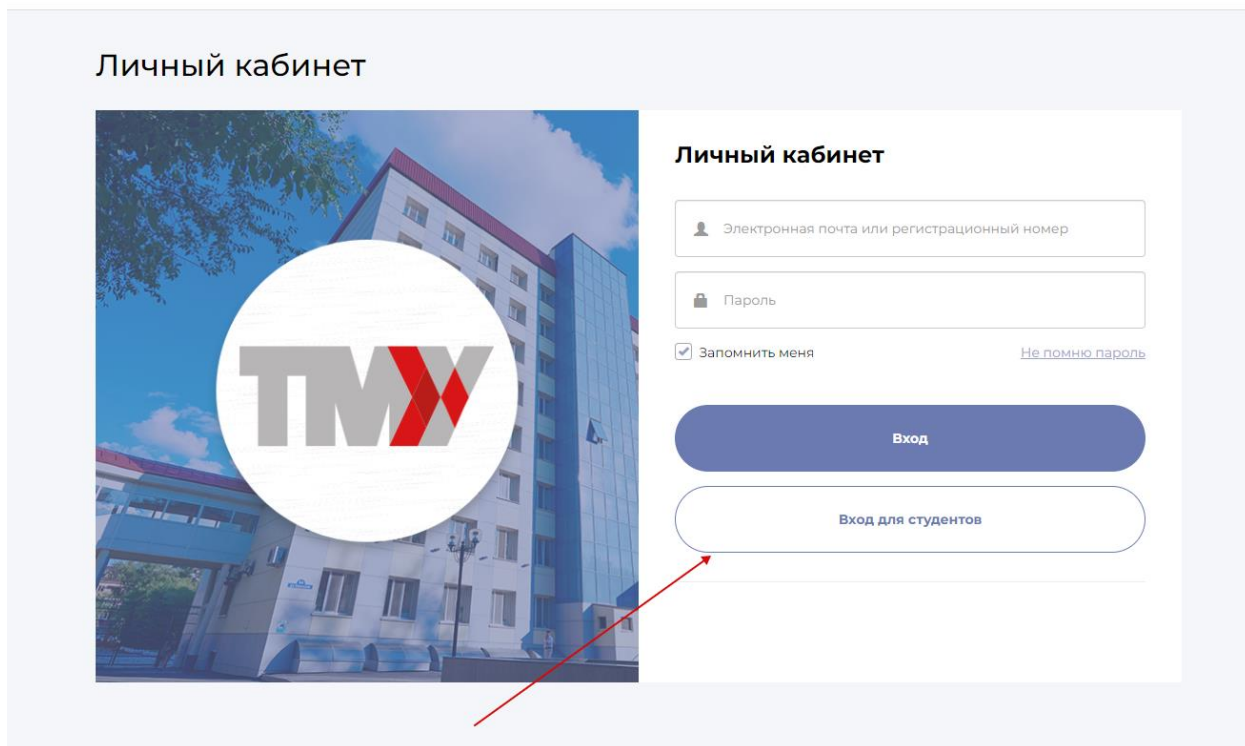 Личный кабинет
ТМУ
Личный кабинет
Электронная почта или регистрационный номер
Пароль
Запомнить меня
Не помню пароль
Вход
Вход для студентов